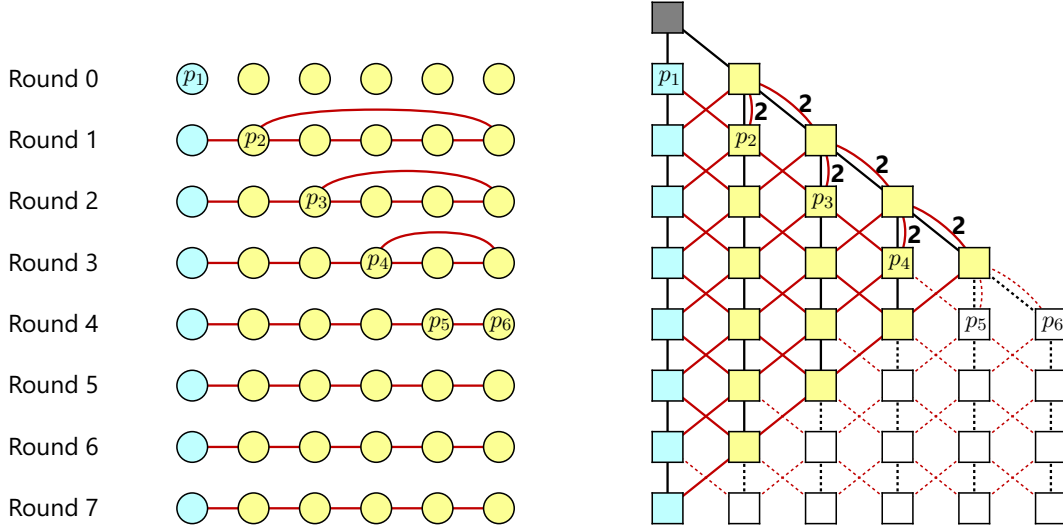 Round 0 p₁ p₁
Round 1 p₂ p₂ 2 2
Round 2 p₃ p₃ 2 2
Round 3 p₄ p₄ 2 2
Round 4 p₅ p₆ p₅ p₆
Round 5
Round 6
Round 7